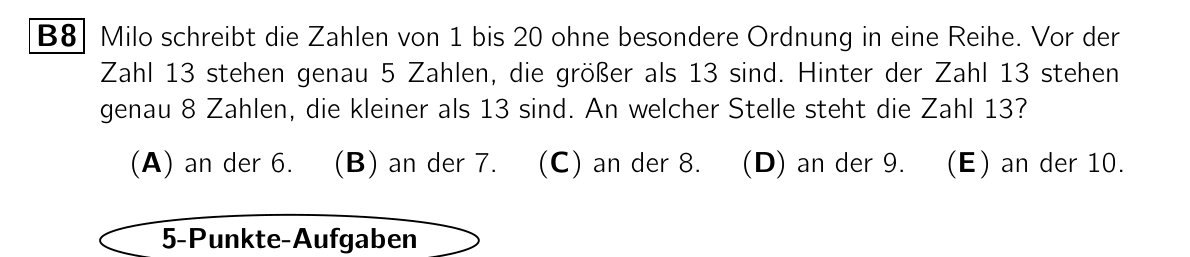 B8 Milo schreibt die Zahlen von 1 bis 20 ohne besondere Ordnung in eine Reihe. Vor der
Zahl 13 stehen genau 5 Zahlen, die größer als 13 sind. Hinter der Zahl 13 stehen
genau 8 Zahlen, die kleiner als 13 sind. An welcher Stelle steht die Zahl 13?
(A) an der 6. (B) an der 7. (C) an der 8. (D) an der 9. (E) an der 10.
5-Punkte-Aufgaben